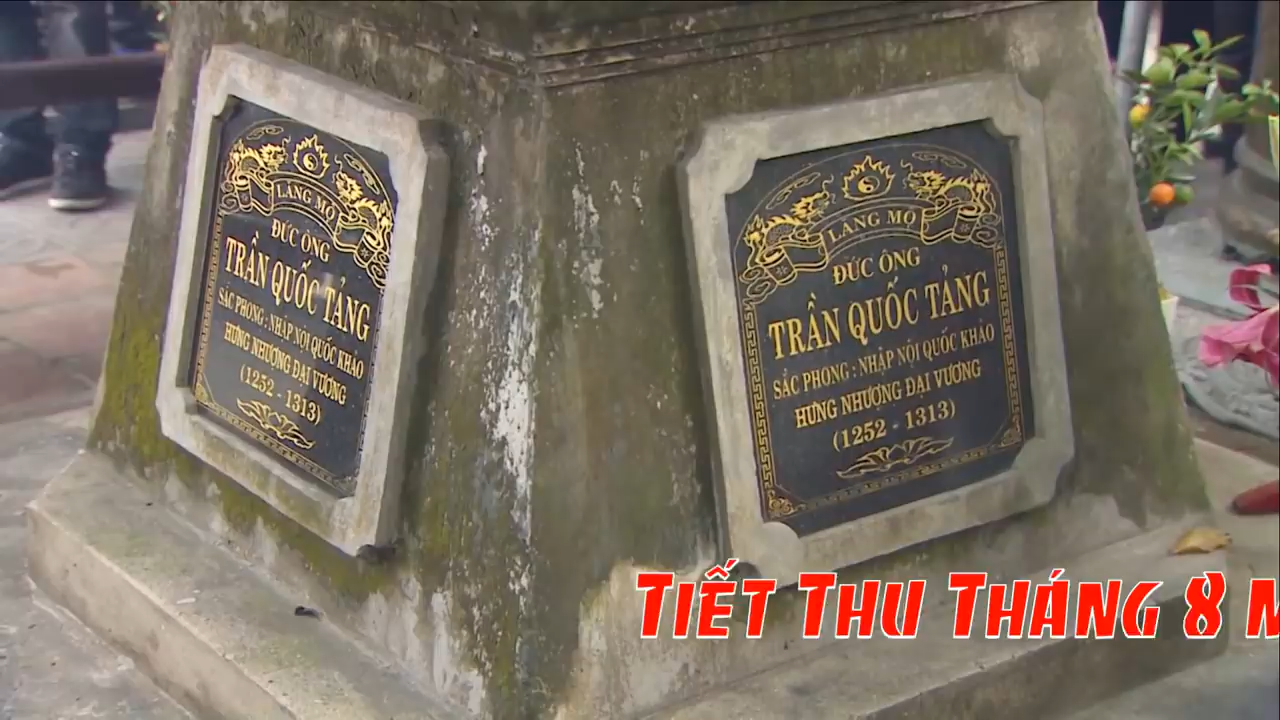 LĂNG MỘ
ĐỨC ÔNG
TRẦN QUỐC TẢNG
SẮC PHONG : NHẬP NỘI QUỐC KHẢO
HƯNG NHƯỢNG ĐẠI VƯƠNG
(1252 - 1313)
LĂNG MỘ
ĐỨC ÔNG
TRẦN QUỐC TẢNG
SẮC PHONG : NHẬP NỘI QUỐC KHẢO
HƯNG NHƯỢNG ĐẠI VƯƠNG
(1252 - 1313)
TIẾT THU THÁNG 8 M